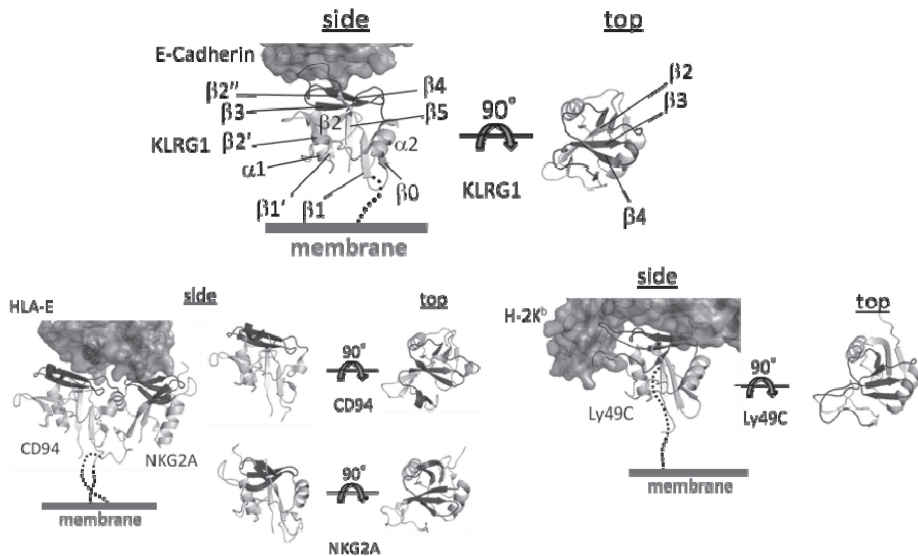 side
top
E-Cadherin
β2''
β4
β2
β3
β5
β3
90°
β2
KLRG1
β2'
α2
α1
KLRG1
β0
β1'
β1
β4
membrane
side
side
top
HLA-E
top
H-2Kᵇ
90°
CD94
90°
Ly49C
Ly49C
CD94
NKG2A
90°
membrane
membrane
NKG2A